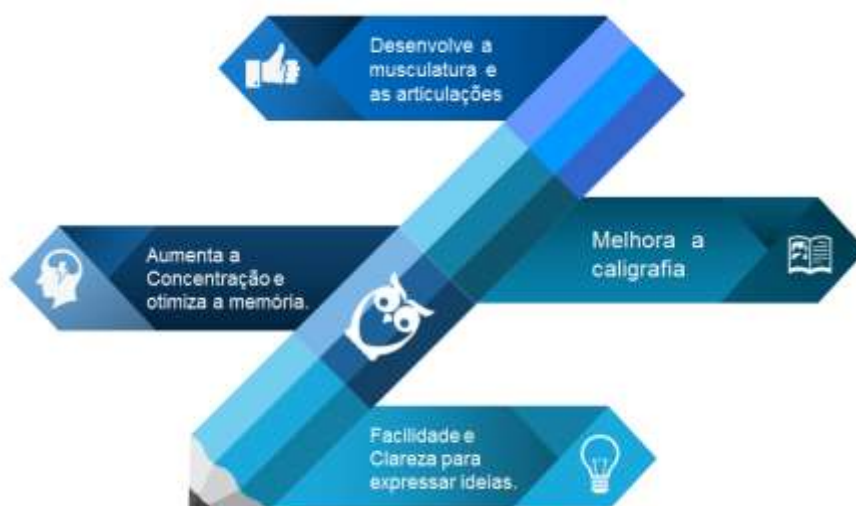 Desenvolve a
musculatura e
as articulações
Aumenta a
Concentração e
otimiza a memória.
Melhora a
caligrafia
Facilidade e
Clareza para
expressar ideias.